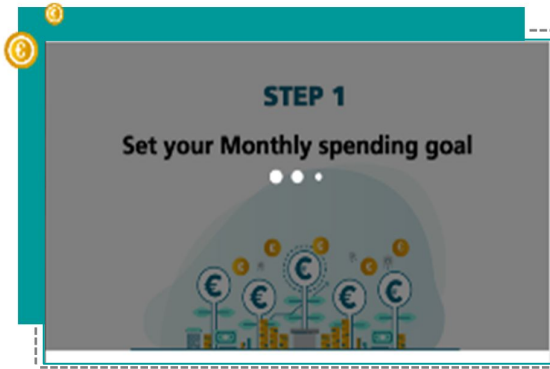 STEP 1
Set your Monthly spending goal
€ € € € €